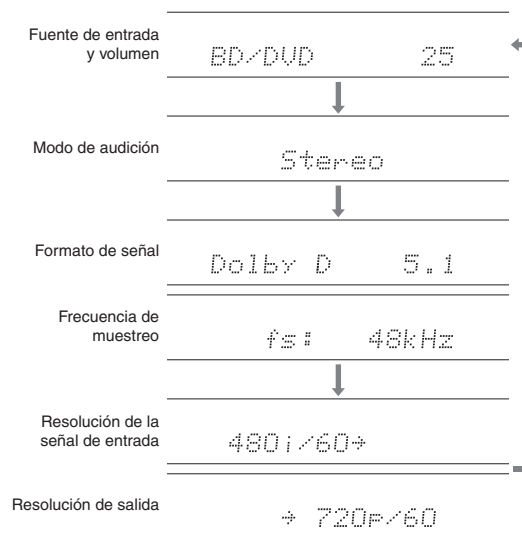 Fuente de entrada
y volumen
BD/DVD 25
Modo de audición
Stereo
Formato de señal
Dolby D 5.1
Frecuencia de
muestreo
fs: 48kHz
Resolución de la
señal de entrada
480i/60→
Resolución de salida
→ 720p/60